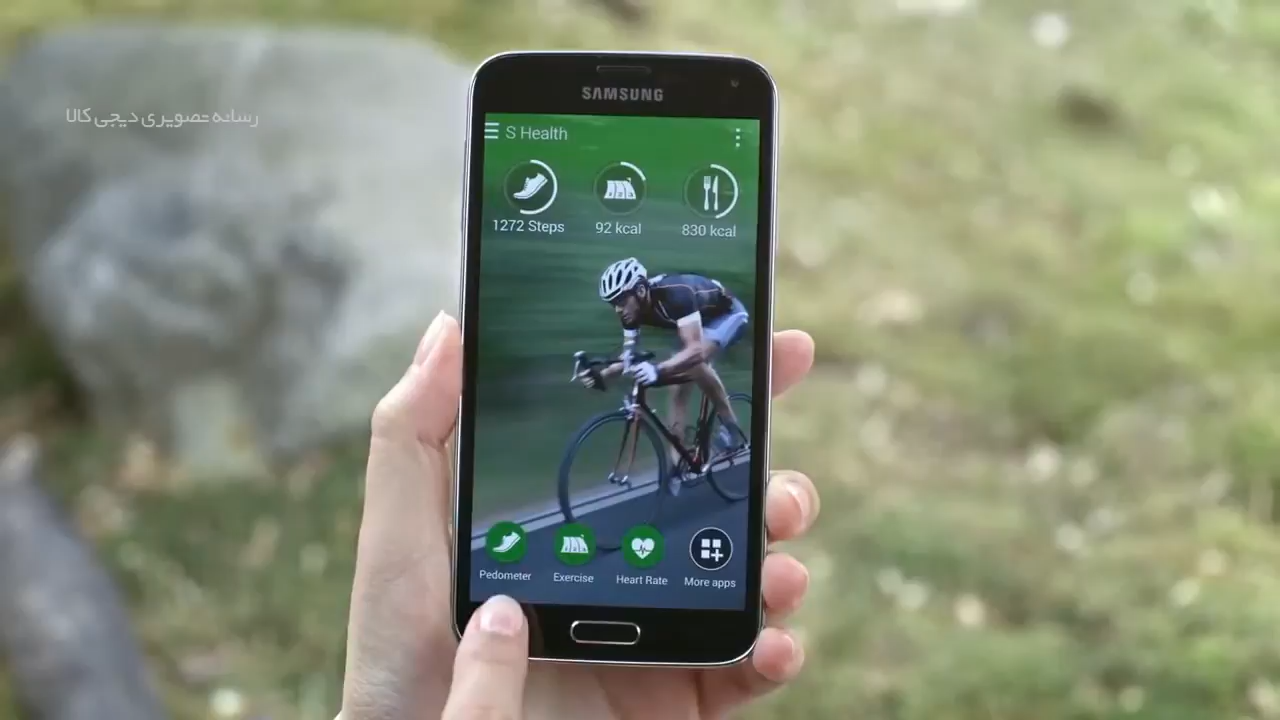 رسانه تصویری دیجی کالا
SAMSUNG
S Health
1272 Steps
92 kcal
830 kcal
Pedometer
Exercise
Heart Rate
More apps